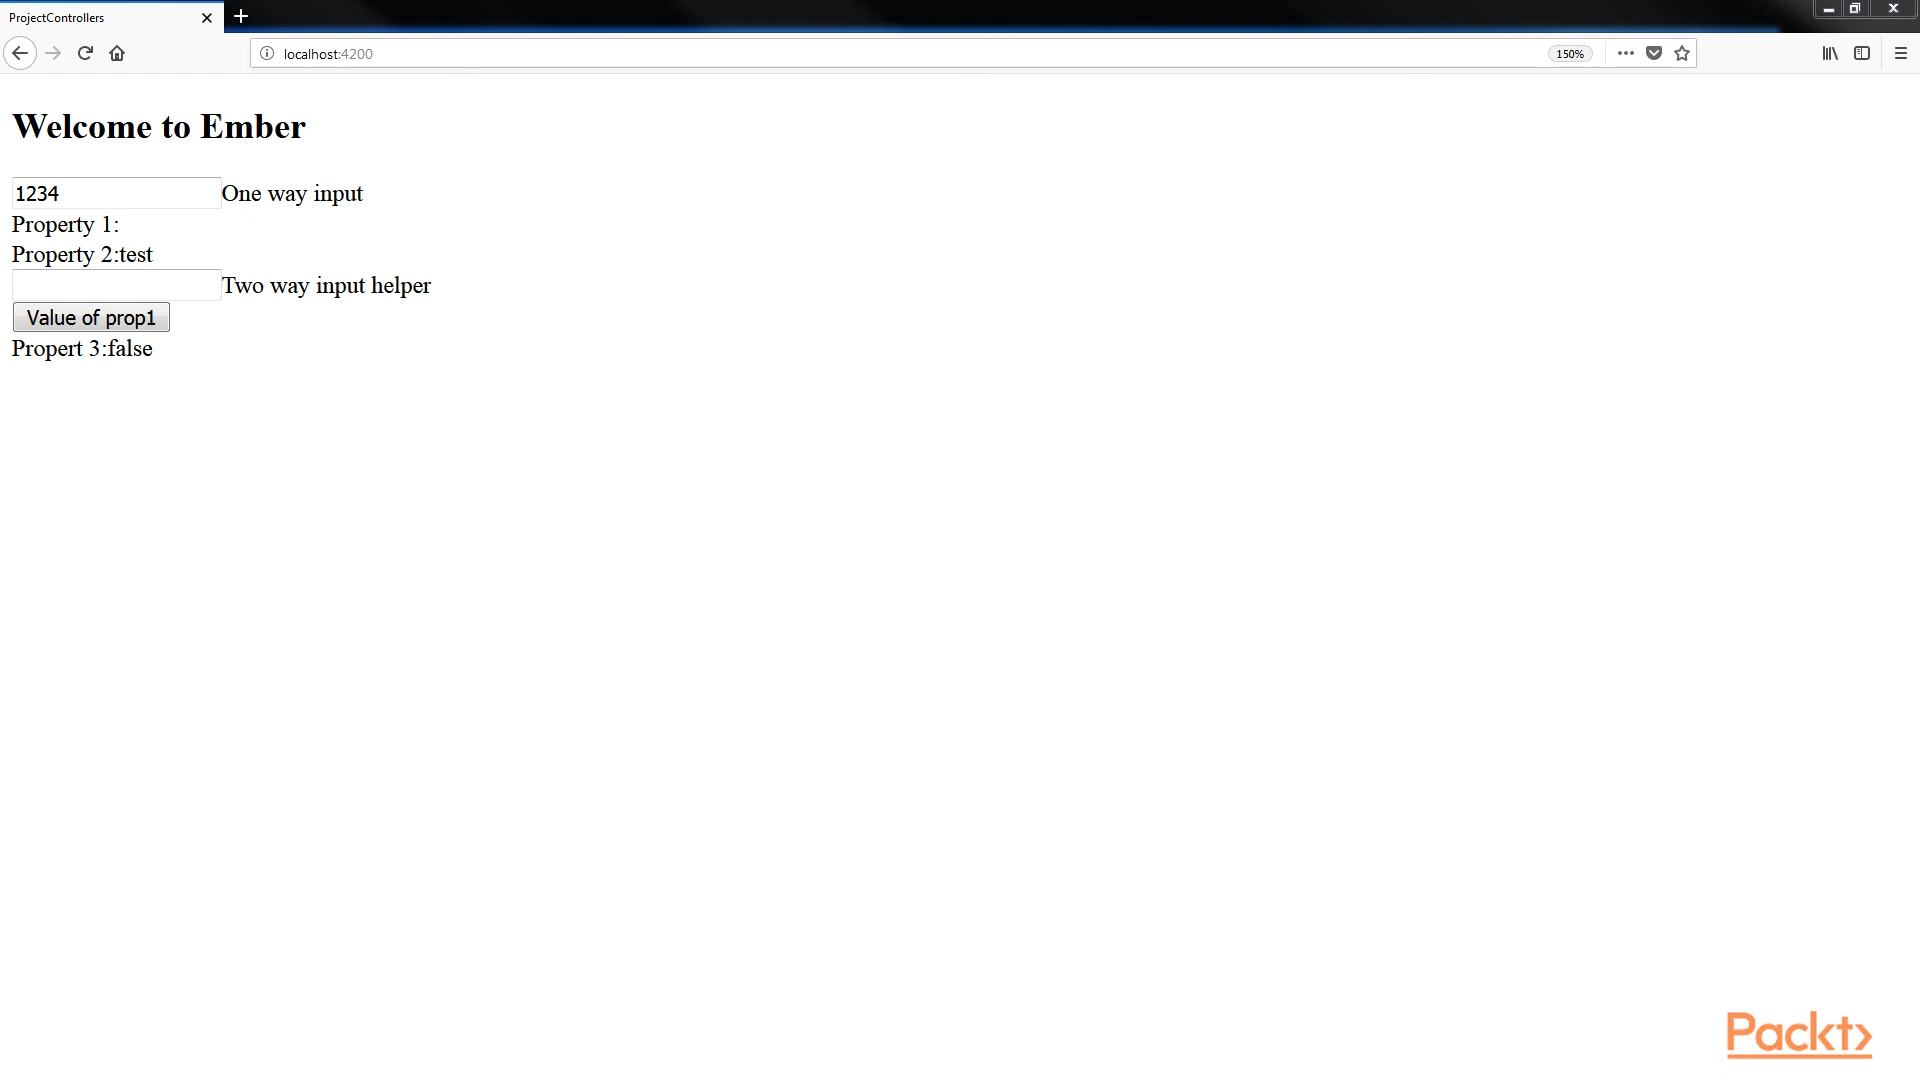 ProjectControllers
localhost:4200
150%
Welcome to Ember
1234 One way input
Property 1:
Property 2:test
Two way input helper
Value of prop1
Propert 3:false
Packt